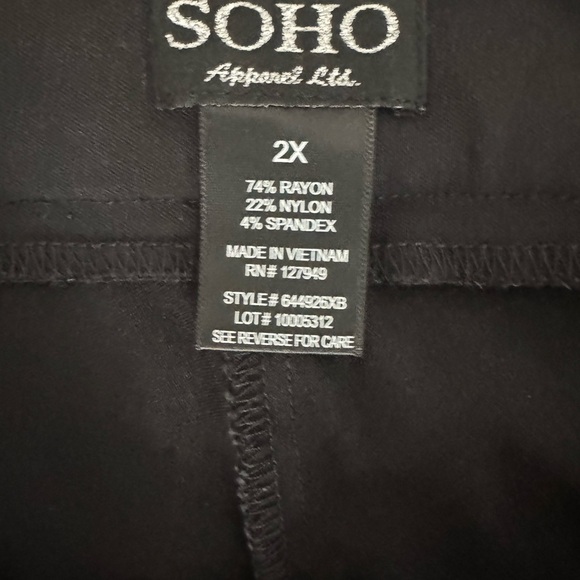 SOHO
Apparel Ltd.
2X
74% RAYON
22% NYLON
4% SPANDEX
MADE IN VIETNAM
RN# 127949
STYLE# 644926XB
LOT# 10005312
SEE REVERSE FOR CARE